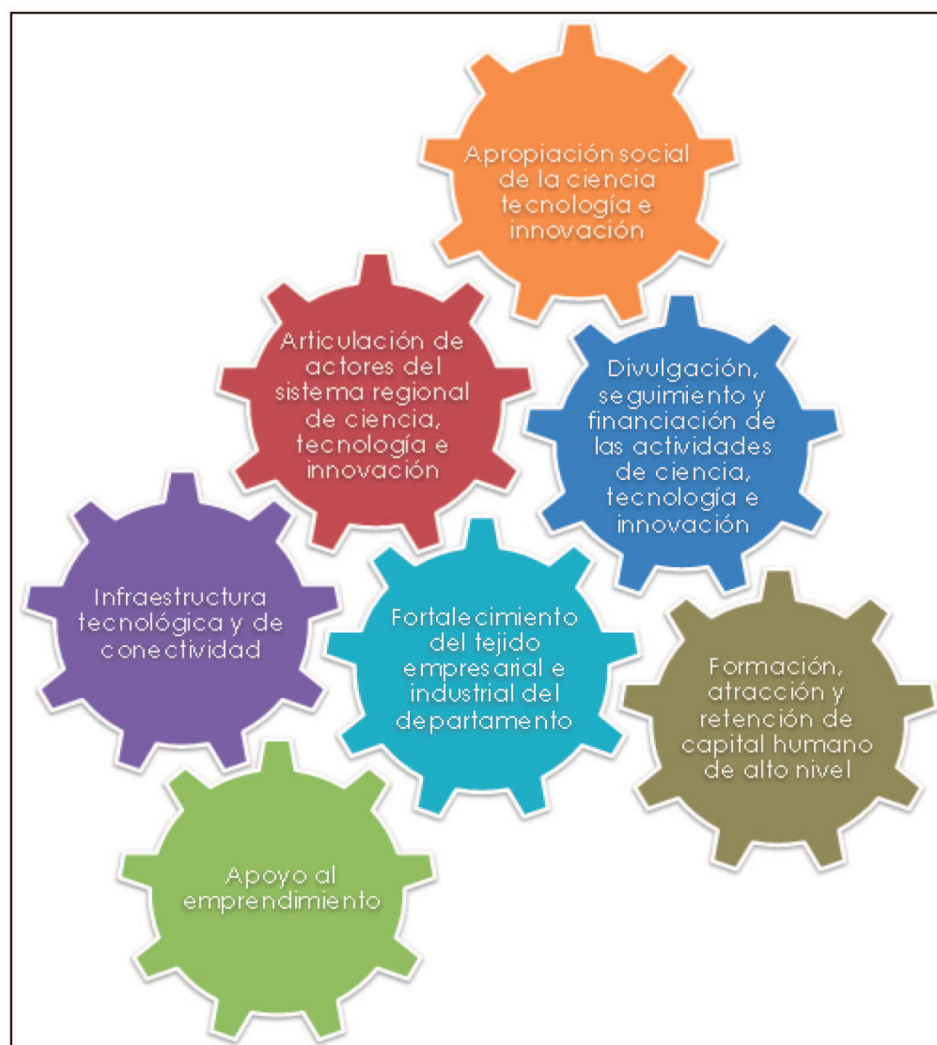 Apropiación social
de la ciencia
tecnología e
innovación
Articulación de
actores del
sistema regional
de ciencia,
tecnología e
innovación
Divulgación,
seguimiento y
financiación de
las actividades
de ciencia,
tecnología e
innovación
Infraestructura
tecnológica y de
conectividad
Fortalecimiento
del tejido
empresarial e
industrial del
departamento
Formación,
atracción y
retención de
capital humano
de alto nivel
Apoyo al
emprendimiento